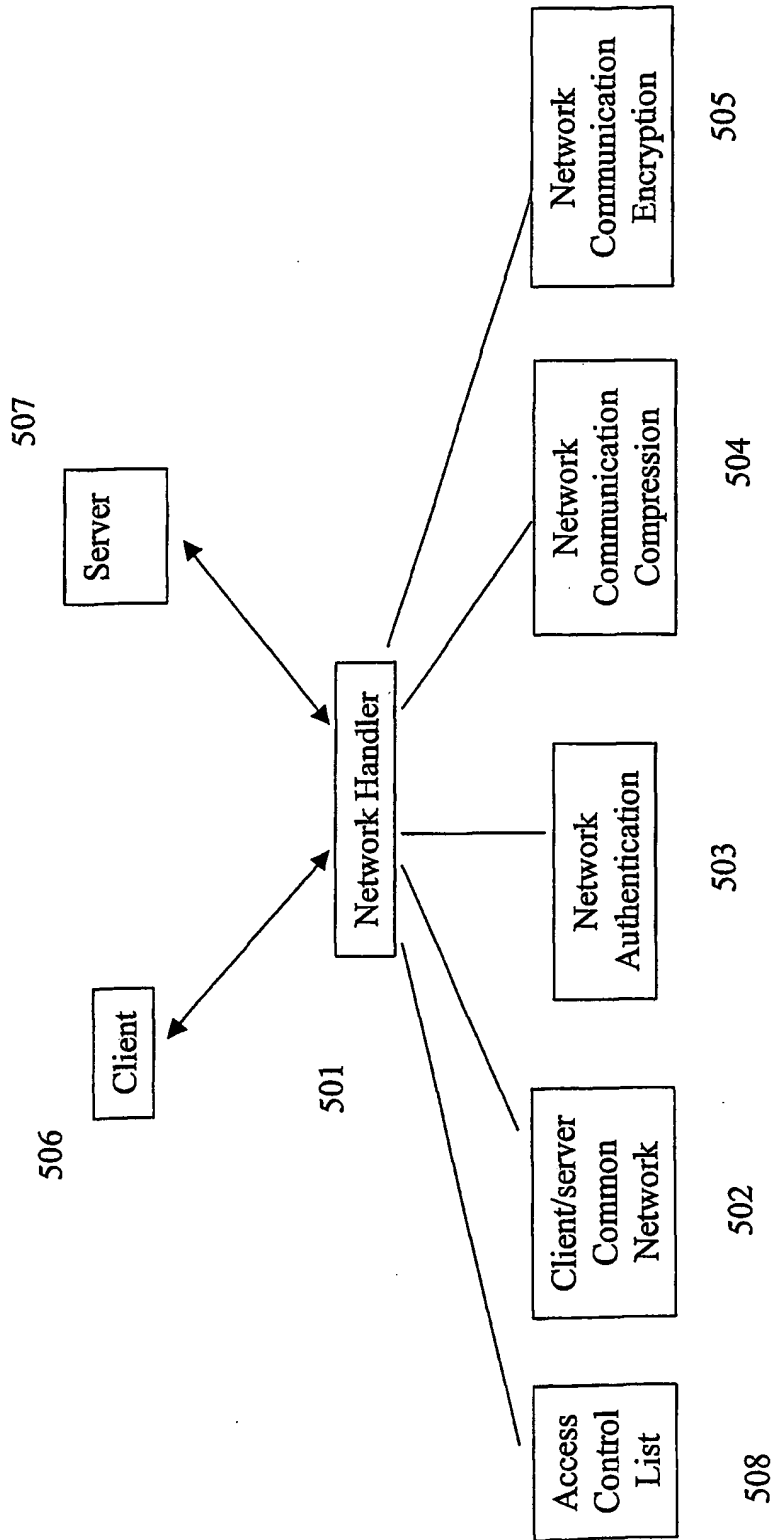 507
506
Server
Client
501
Network Handler
Access
Control
List
Client/server
Common
Network
Network
Authentication
Network
Communication
Compression
Network
Communication
Encryption
508
502
503
504
505